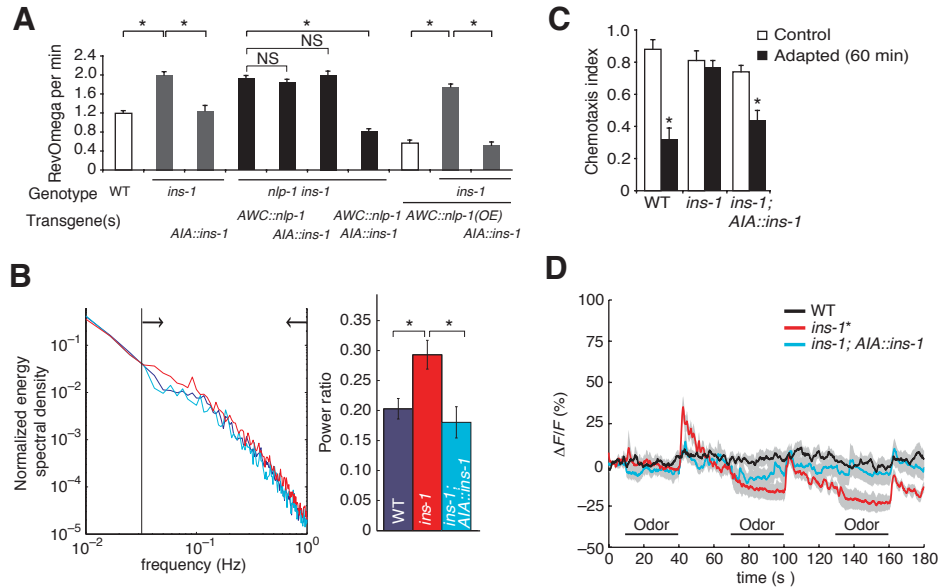 A
* * * * *
NS
NS
RevOmega per min
2.4
2.0
1.6
1.2
0.8
0.4
0
Genotype WT ins-1 nlp-1 ins-1 ins-1
Transgene(s) AIA::ins-1 AWC::nlp-1 AIA::ins-1 AWC::nlp-1 AIA::ins-1 AWC::nlp-1(OE) AIA::ins-1
C
Control
Adapted (60 min)
Chemotaxis index
1.0
0.8
0.6
0.4
0.2
0
* *
WT ins-1 ins-1; AIA::ins-1
B
Normalized energy
spectral density
10⁻¹
10⁻²
10⁻³
10⁻⁴
10⁻⁵
10⁻² 10⁻¹ 10⁰
frequency (Hz)
Power ratio
0.35
0.30
0.25
0.20
0.15
0.10
0.05
0
* *
WT
ins-1
ins-1;
AIA::ins-1
D
WT
ins-1*
ins-1; AIA::ins-1
ΔF/F (%)
50
25
0
−25
−50
Odor Odor Odor
0 20 40 60 80 100 120 140 160 180
time (s )